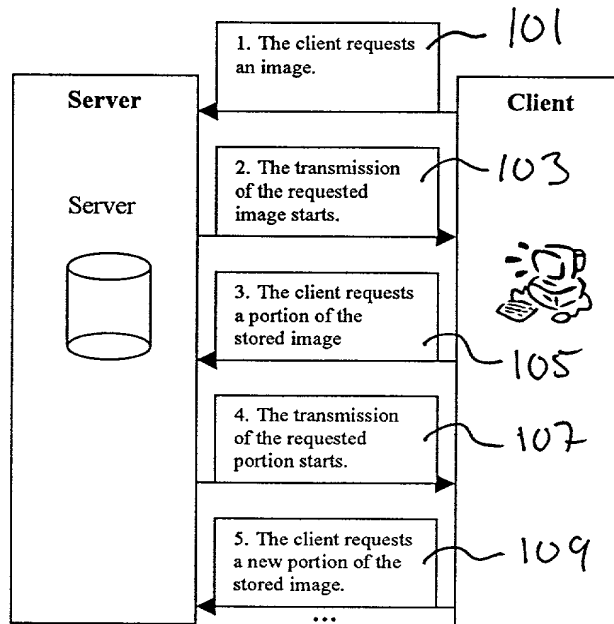 1. The client requests
an image.
101
Server
Client
2. The transmission
of the requested
image starts.
103
Server
3. The client requests
a portion of the
stored image
105
4. The transmission
of the requested
portion starts.
107
5. The client requests
a new portion of the
stored image.
109
...